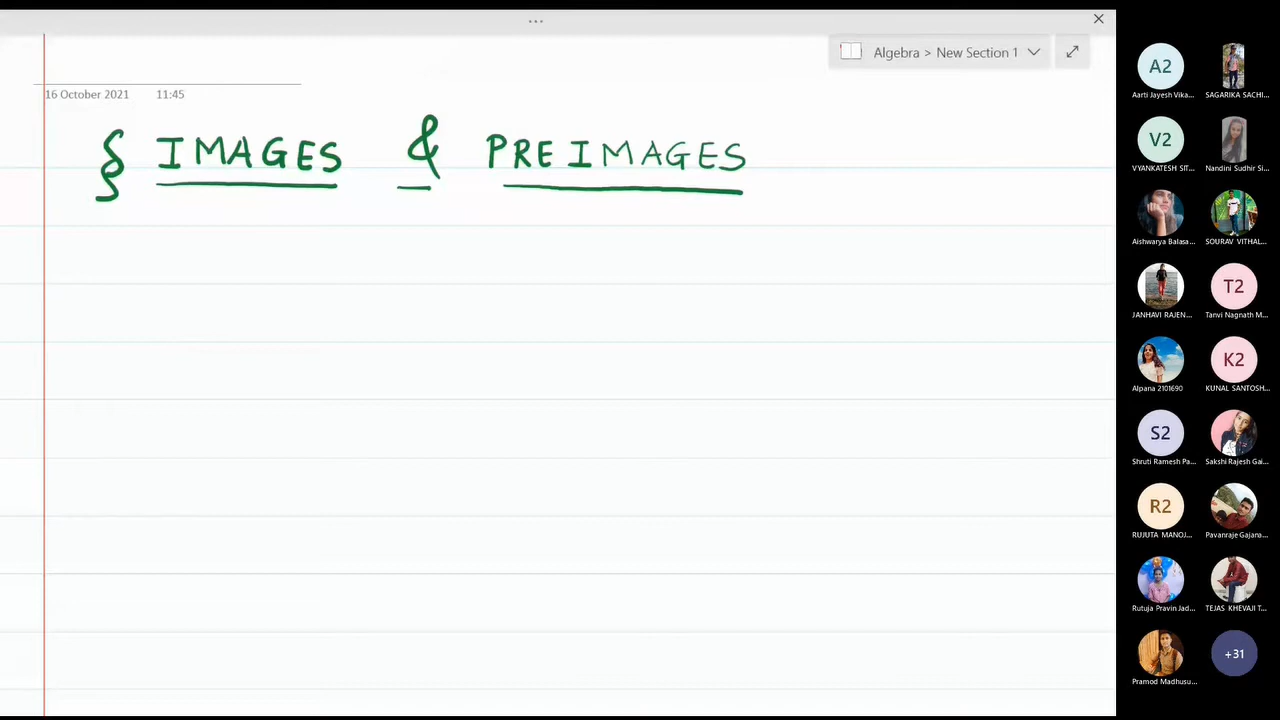 ...
Algebra > New Section 1
16 October 2021 11:45
§ IMAGES & PREIMAGES
A2
Aarti Jayesh Vika... SAGARIKA SACHI...
V2
VYANKATESH SIT... Nandini Sudhir Si...
Aishwarya Balasa... SOURAV VITHAL...
T2
JANHAVI RAJEN... Tanvi Nagnath M...
K2
Alpana 2101690 KUNAL SANTOSH...
S2
Shruti Ramesh Pa... Sakshi Rajesh Gai...
R2
RUJUTA MANOJ... Pavanraje Gajana...
Rutuja Pravin Jad... TEJAS KHEVAJI T...
+31
Pramod Madhusu...